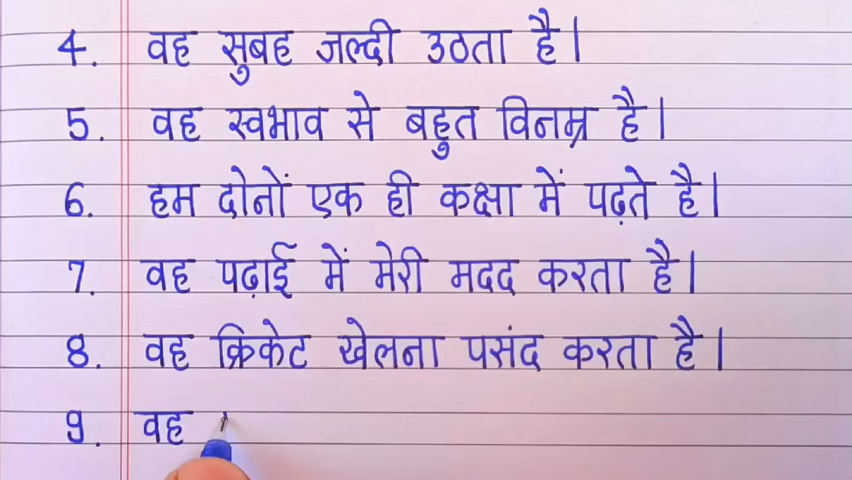 4. वह सुबह जल्दी उठता है।
5. वह स्वभाव से बहुत विनम्र है।
6. हम दोनों एक ही कक्षा में पढ़ते है।
7. वह पढ़ाई में मेरी मदद करता है।
8. वह क्रिकेट खेलना पसंद करता है।
9. वह